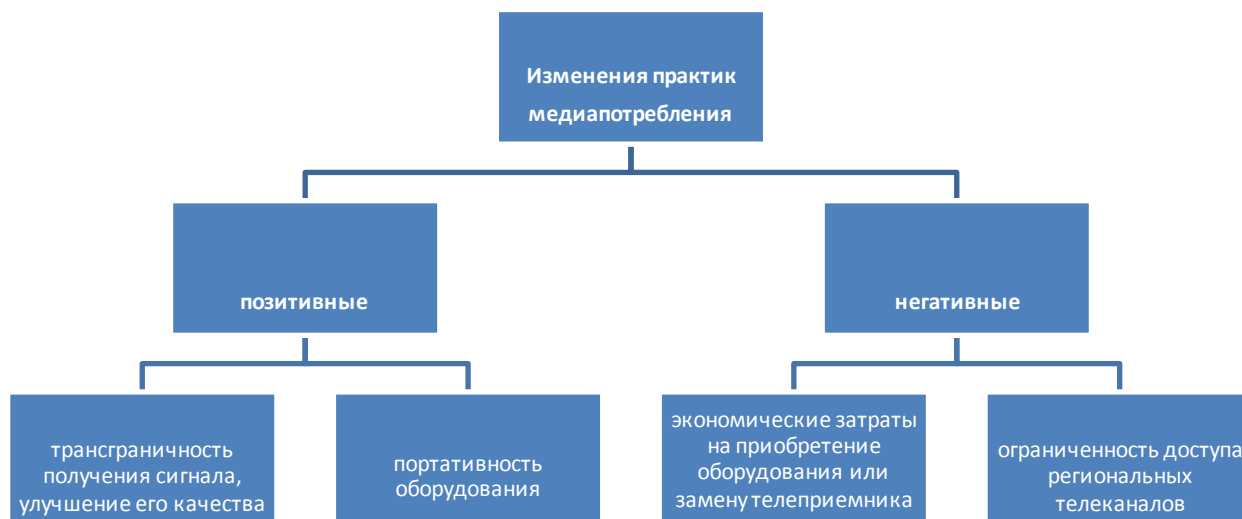 Изменения практик
медиапотребления
позитивные
негативные
трансграничность
получения сигнала,
улучшение его качества
портативность
оборудования
экономические затраты
на приобретение
оборудования или
замену телеприемника
ограниченность доступа
региональных
телеканалов